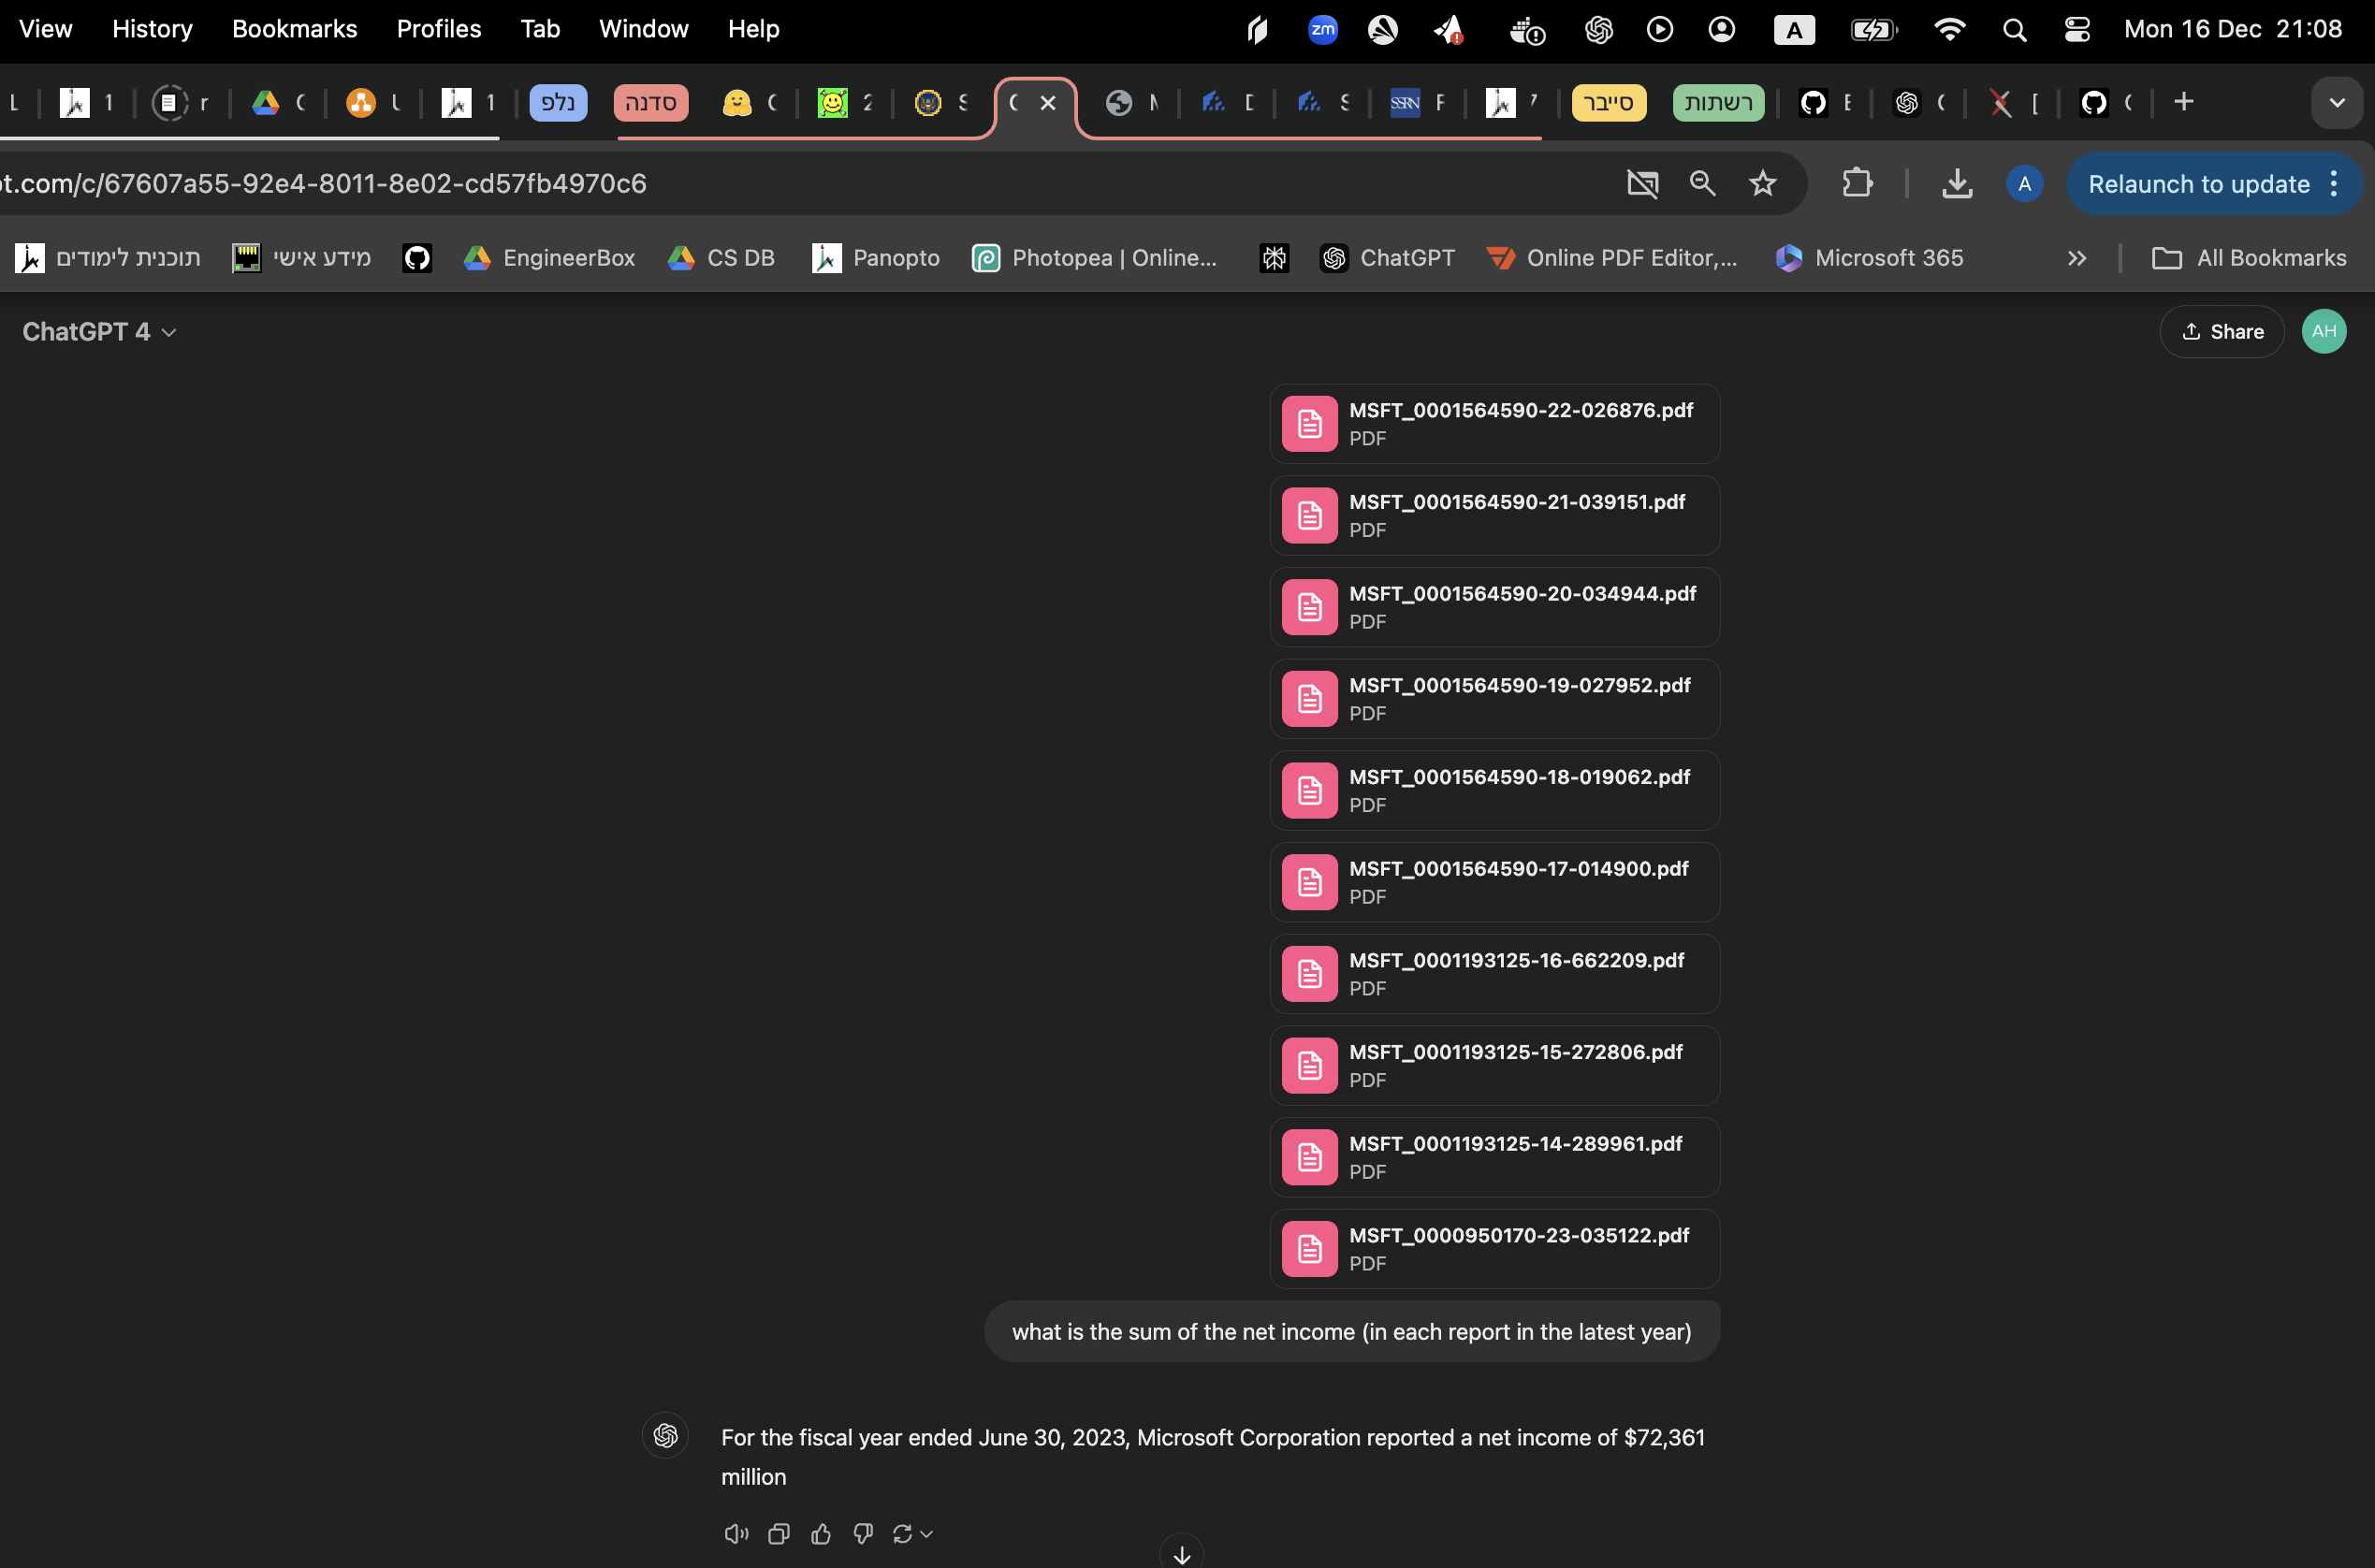 View History Bookmarks Profiles Tab Window Help zm A Mon 16 Dec 21:08
L 1 r 1 נלפ סדנה 2 S M D S SSRN F 7 סייבר רשתות E [
t.com/c/67607a55-92e4-8011-8e02-cd57fb4970c6 A Relaunch to update
תוכנית לימודים מידע אישי EngineerBox CS DB Panopto Photopea | Online... ChatGPT Online PDF Editor,... Microsoft 365 All Bookmarks
ChatGPT 4 Share AH
MSFT_0001564590-22-026876.pdf
PDF
MSFT_0001564590-21-039151.pdf
PDF
MSFT_0001564590-20-034944.pdf
PDF
MSFT_0001564590-19-027952.pdf
PDF
MSFT_0001564590-18-019062.pdf
PDF
MSFT_0001564590-17-014900.pdf
PDF
MSFT_0001193125-16-662209.pdf
PDF
MSFT_0001193125-15-272806.pdf
PDF
MSFT_0001193125-14-289961.pdf
PDF
MSFT_0000950170-23-035122.pdf
PDF
what is the sum of the net income (in each report in the latest year)
For the fiscal year ended June 30, 2023, Microsoft Corporation reported a net income of $72,361
million